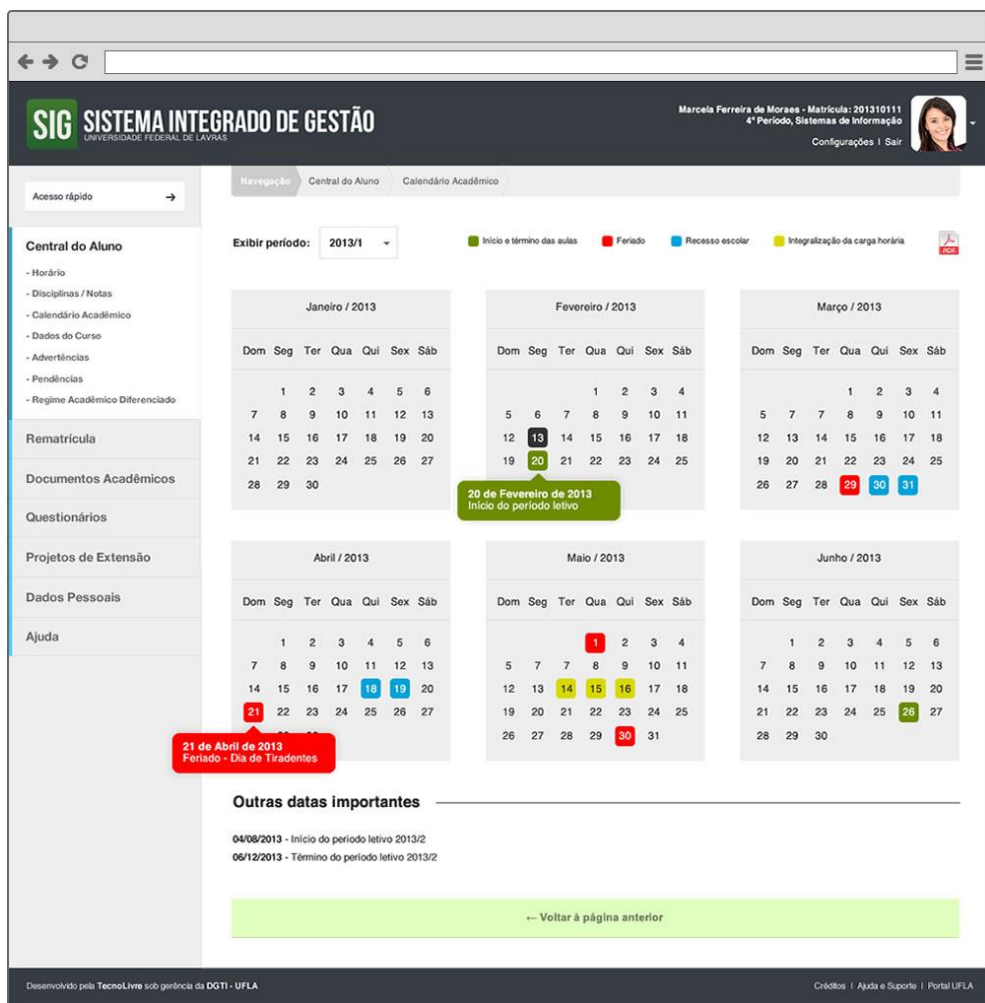 SIG SISTEMA INTEGRADO DE GESTÃO
UNIVERSIDADE FEDERAL DE LAVRAS
Marcela Ferreira de Moraes - Matrícula: 201310111
4º Período, Sistemas de Informação
Configurações | Sair
Acesso rápido →
Central do Aluno
- Horário
- Disciplinas / Notas
- Calendário Acadêmico
- Dados do Curso
- Advertências
- Pendências
- Regime Acadêmico Diferenciado
Rematrícula
Documentos Acadêmicos
Questionários
Projetos de Extensão
Dados Pessoais
Ajuda
Navegação Central do Aluno Calendário Acadêmico
Exibir período: 2013/1
Início e término das aulas Feriado Recesso escolar Integralização da carga horária
PDF
Janeiro / 2013
Dom Seg Ter Qua Qui Sex Sáb
1 2 3 4 5 6
7 8 9 10 11 12 13
14 15 16 17 18 19 20
21 22 23 24 25 26 27
28 29 30
Fevereiro / 2013
Dom Seg Ter Qua Qui Sex Sáb
1 2 3 4
5 6 7 8 9 10 11
12 13 14 15 16 17 18
19 20 21 22 23 24 25
20 de Fevereiro de 2013
Início do período letivo
Março / 2013
Dom Seg Ter Qua Qui Sex Sáb
1 2 3 4
5 7 7 8 9 10 11
12 13 14 15 16 17 18
19 20 21 22 23 24 25
26 27 28 29 30 31
Abril / 2013
Dom Seg Ter Qua Qui Sex Sáb
1 2 3 4 5 6
7 8 9 10 11 12 13
14 15 16 17 18 19 20
21 22 23 24 25 26 27
21 de Abril de 2013
Feriado - Dia de Tiradentes
Maio / 2013
Dom Seg Ter Qua Qui Sex Sáb
1 2 3 4
5 7 7 8 9 10 11
12 13 14 15 16 17 18
19 20 21 22 23 24 25
26 27 28 29 30 31
Junho / 2013
Dom Seg Ter Qua Qui Sex Sáb
1 2 3 4 5 6
7 8 9 10 11 12 13
14 15 16 17 18 19 20
21 22 23 24 25 26 27
28 29 30
Outras datas importantes
04/08/2013 - Início do período letivo 2013/2
06/12/2013 - Término do período letivo 2013/2
← Voltar à página anterior
Desenvolvido pela TecnoLivre sob gerência da DGTI - UFLA
Créditos | Ajuda e Suporte | Portal UFLA